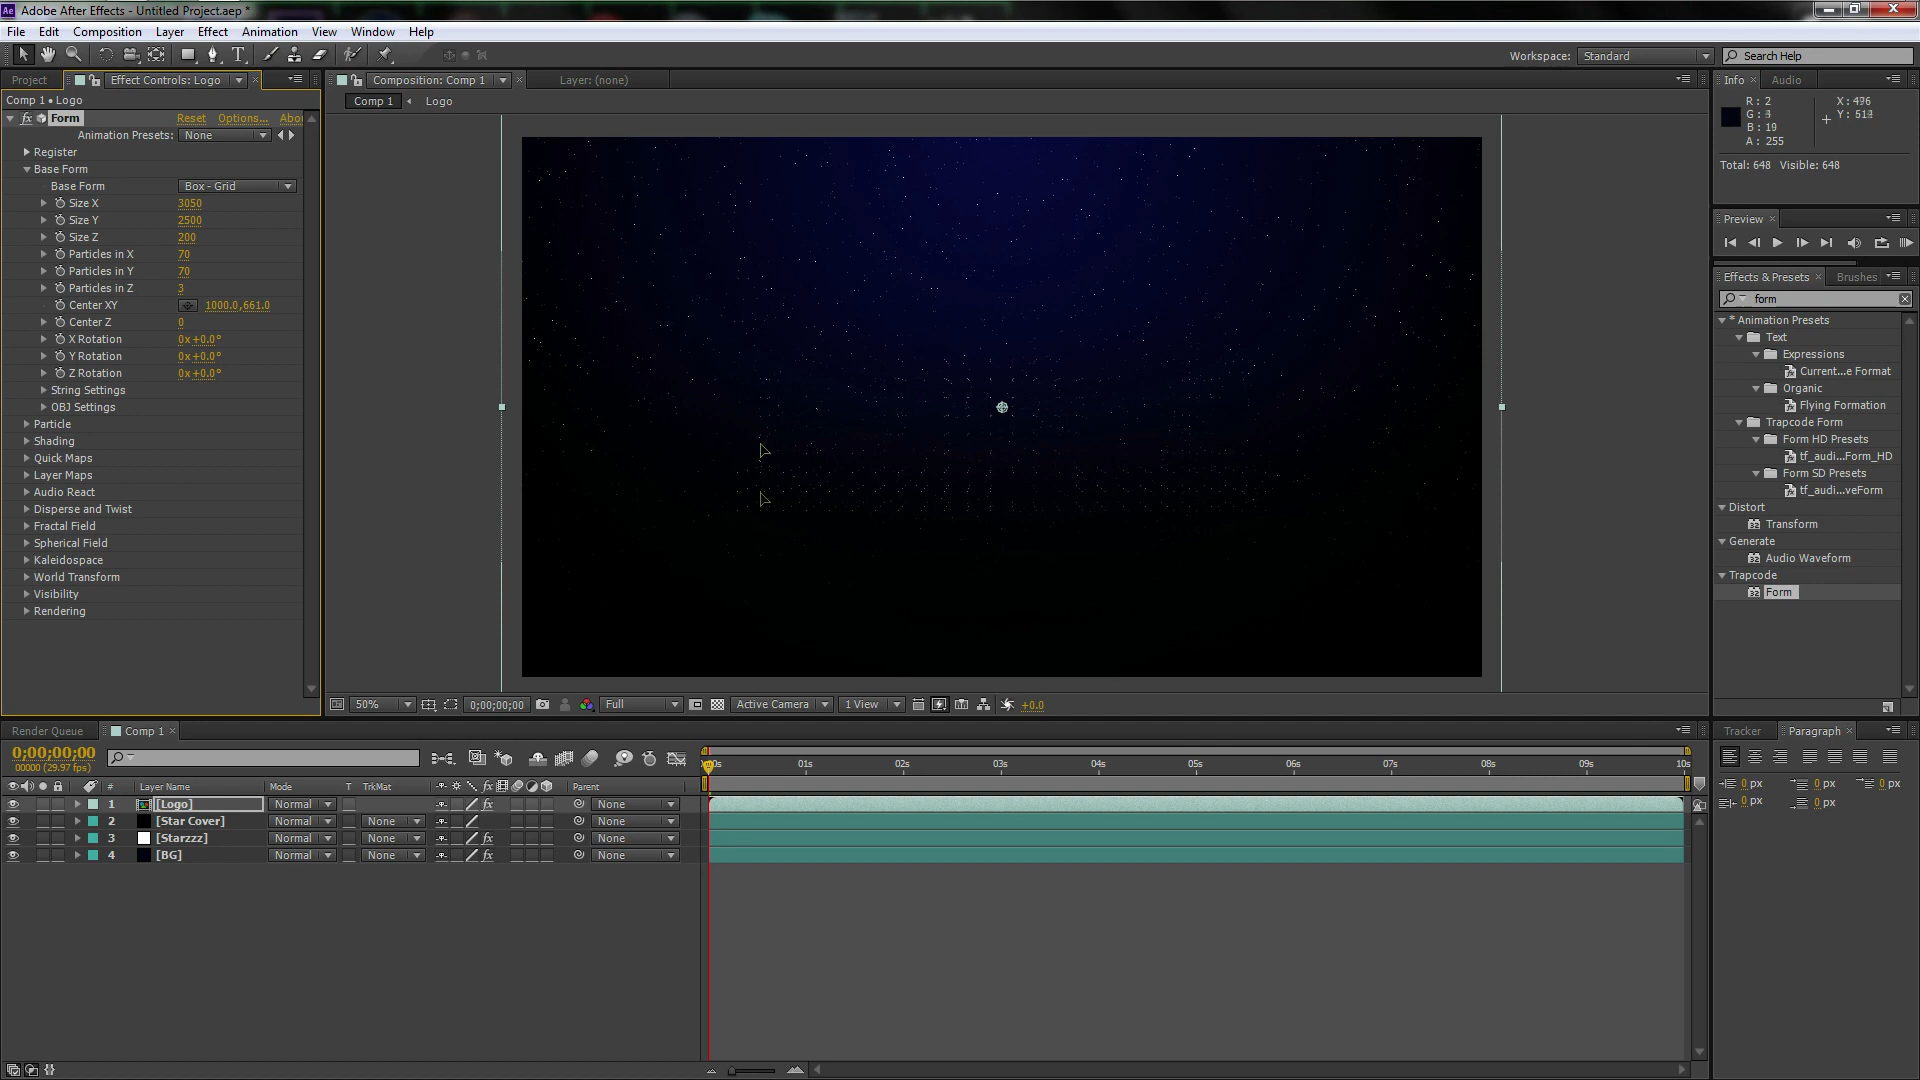 Ae Adobe After Effects - Untitled Project.aep *
File Edit Composition Layer Effect Animation View Window Help
Workspace: Standard Search Help
Project Effect Controls: Logo × Composition: Comp 1 × Layer: (none) Info × Audio
Comp 1 • Logo
Comp 1 Logo
fx Form Reset Options... Abou
Animation Presets: None
Register
Base Form
Base Form Box - Grid
Size X 3050
Size Y 2500
Size Z 200
Particles in X 70
Particles in Y 70
Particles in Z 3
Center XY 1000.0,661.0
Center Z 0
X Rotation 0x+0.0°
Y Rotation 0x+0.0°
Z Rotation 0x+0.0°
String Settings
OBJ Settings
Particle
Shading
Quick Maps
Layer Maps
Audio React
Disperse and Twist
Fractal Field
Spherical Field
Kaleidospace
World Transform
Visibility
Rendering
R: 2
G:
B: 19
A: 255
X: 496
Y:
Total: 648 Visible: 648
Preview ×
Effects & Presets × Brushes
form
* Animation Presets
Text
Expressions
Current...e Format
Organic
Flying Formation
Trapcode Form
Form HD Presets
tf_audi...Form_HD
Form SD Presets
tf_audi...veForm
Distort
32 Transform
Generate
32 Audio Waveform
Trapcode
32 Form
50% 0;00;00;00 Full Active Camera 1 View +0.0
Render Queue Comp 1 ×
0;00;00;00
00000 (29.97 fps)
00s 01s 02s 03s 04s 05s 06s 07s 08s 09s 10s
# Layer Name Mode T TrkMat fx Parent
1 [Logo] Normal fx None
2 [Star Cover] Normal None None
3 [Starzzz] Normal None fx None
4 [BG] Normal None fx None
Tracker Paragraph ×
0 px 0 px 0 px
0 px 0 px